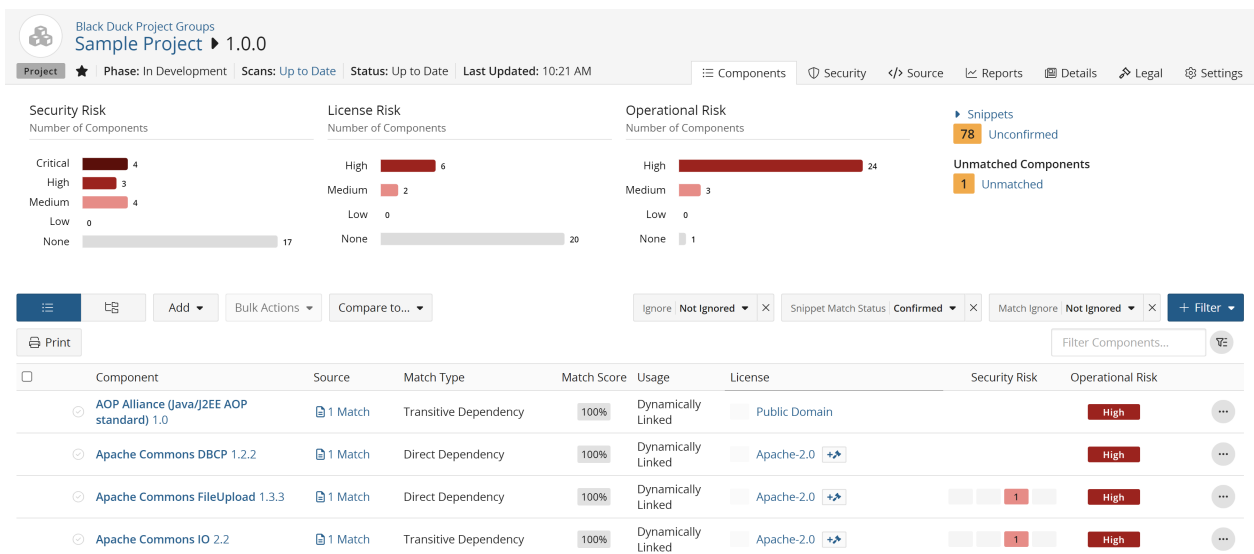 Black Duck Project Groups
Sample Project 1.0.0
Project Phase: In Development Scans: Up to Date Status: Up to Date Last Updated: 10:21 AM
Components Security Source Reports Details Legal Settings
Security Risk
Number of Components
Critical 4
High 3
Medium 4
Low 0
None 17
License Risk
Number of Components
High 6
Medium 2
Low 0
None 20
Operational Risk
Number of Components
High 24
Medium 3
Low 0
None 1
Snippets
78 Unconfirmed
Unmatched Components
1 Unmatched
Add Bulk Actions Compare to... Ignore Not Ignored Snippet Match Status Confirmed Match Ignore Not Ignored + Filter
Print Filter Components...
Component Source Match Type Match Score Usage License Security Risk Operational Risk
AOP Alliance (Java/J2EE AOP
standard) 1.0 1 Match Transitive Dependency 100% Dynamically
Linked Public Domain High
Apache Commons DBCP 1.2.2 1 Match Direct Dependency 100% Dynamically
Linked Apache-2.0 High
Apache Commons FileUpload 1.3.3 1 Match Direct Dependency 100% Dynamically
Linked Apache-2.0 1 High
Apache Commons IO 2.2 1 Match Transitive Dependency 100% Dynamically
Linked Apache-2.0 1 High